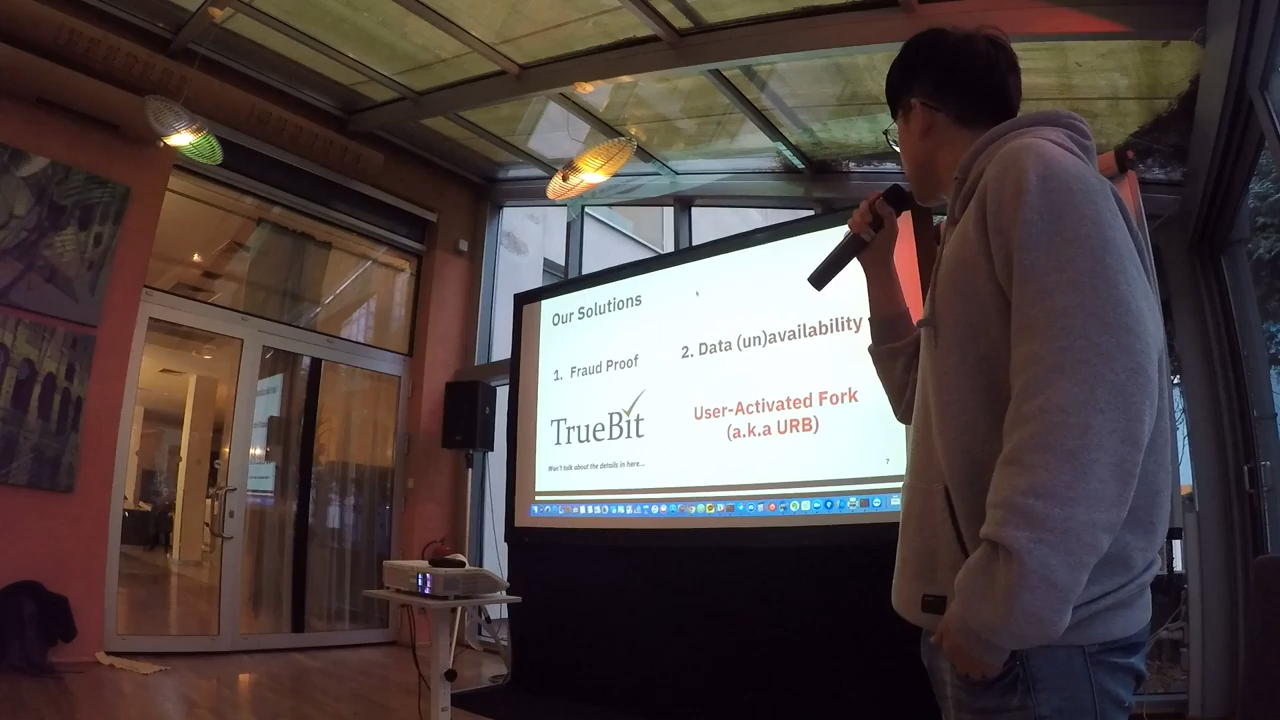 Our Solutions
1. Fraud Proof
TrueBit
Won't talk about the details in here...
2. Data (un)availability
User-Activated Fork
(a.k.a URB)
7